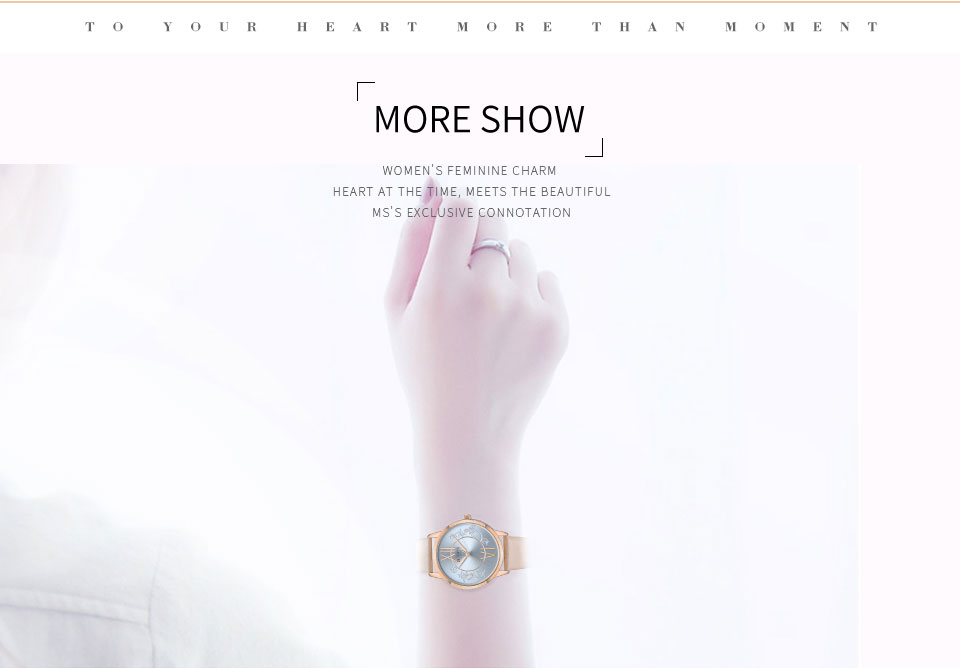 TO YOUR HEART MORE THAN MOMENT
MORE SHOW
WOMEN'S FEMININE CHARM
HEART AT THE TIME, MEETS THE BEAUTIFUL
MS'S EXCLUSIVE CONNOTATION